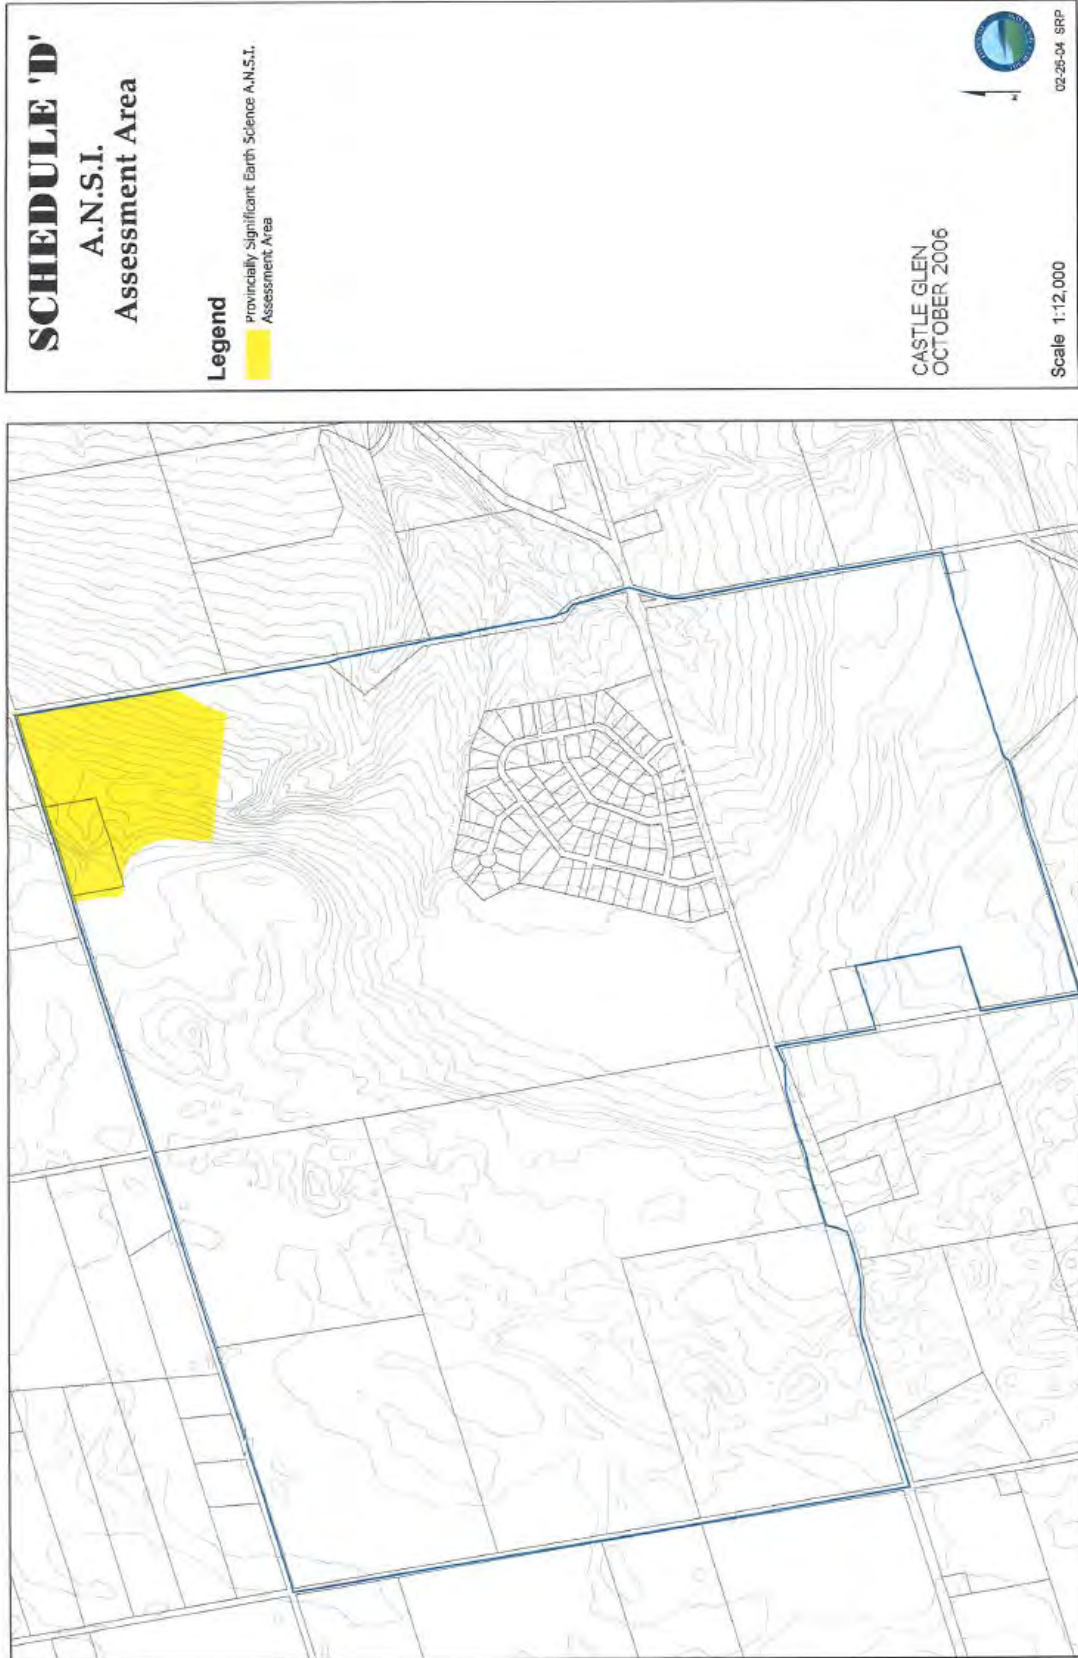 SCHEDULE 'D'
A.N.S.I.
Assessment Area
Legend
Provincially Significant Earth Science A.N.S.I.
Assessment Area
CASTLE GLEN
OCTOBER 2006
Scale 1:12,000
N
02-26-04 SRP